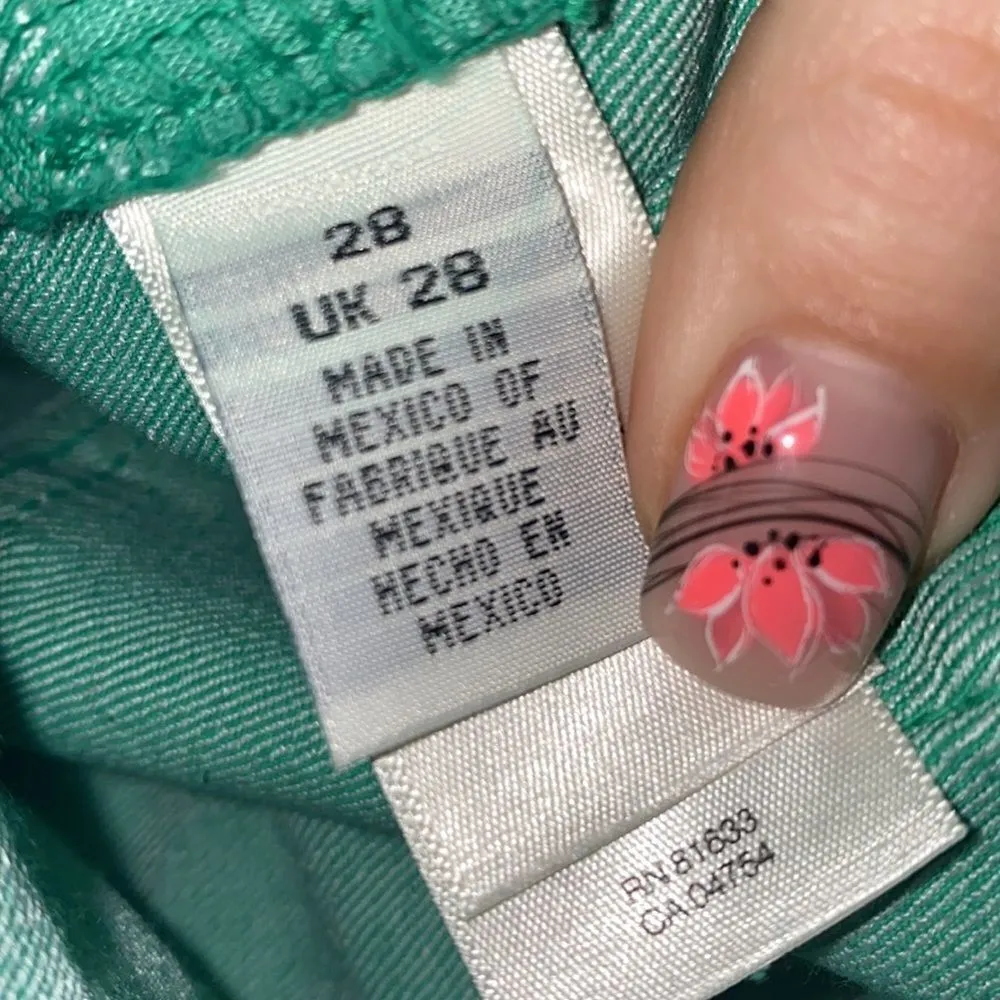 28
UK 28
MADE IN
MEXICO OF
FABRIQUE AU
MEXIQUE
HECHO EN
MEXICO
RN 81633
CA 04754